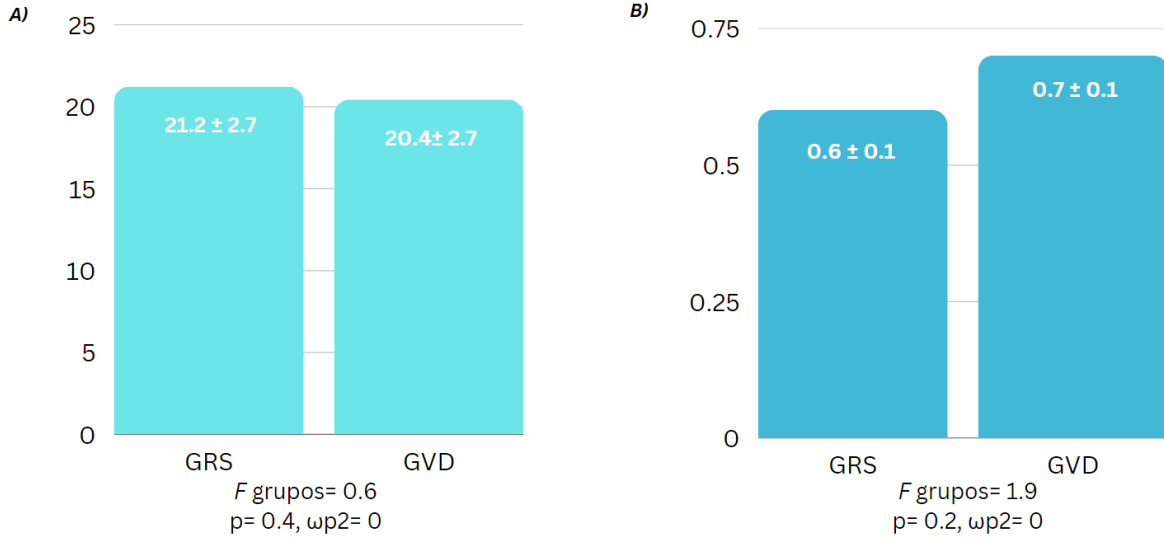 A)
25
20
15
10
5
0
21.2 ± 2.7
20.4± 2.7
GRS
GVD
F grupos= 0.6
p= 0.4, ωp2= 0
B)
0.75
0.5
0.25
0
0.6 ± 0.1
0.7 ± 0.1
GRS
GVD
F grupos= 1.9
p= 0.2, ωp2= 0